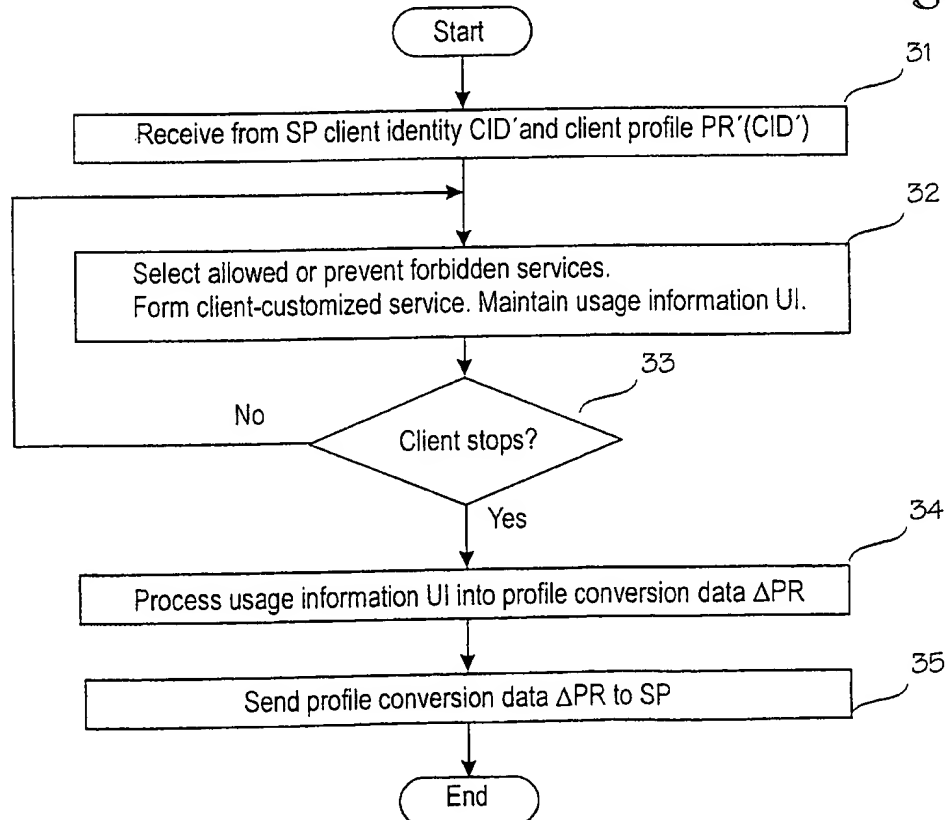 Start
31
Receive from SP client identity CID´and client profile PR´(CID´)
32
Select allowed or prevent forbidden services.
Form client-customized service. Maintain usage information UI.
33
No
Client stops?
Yes
34
Process usage information UI into profile conversion data ΔPR
35
Send profile conversion data ΔPR to SP
End